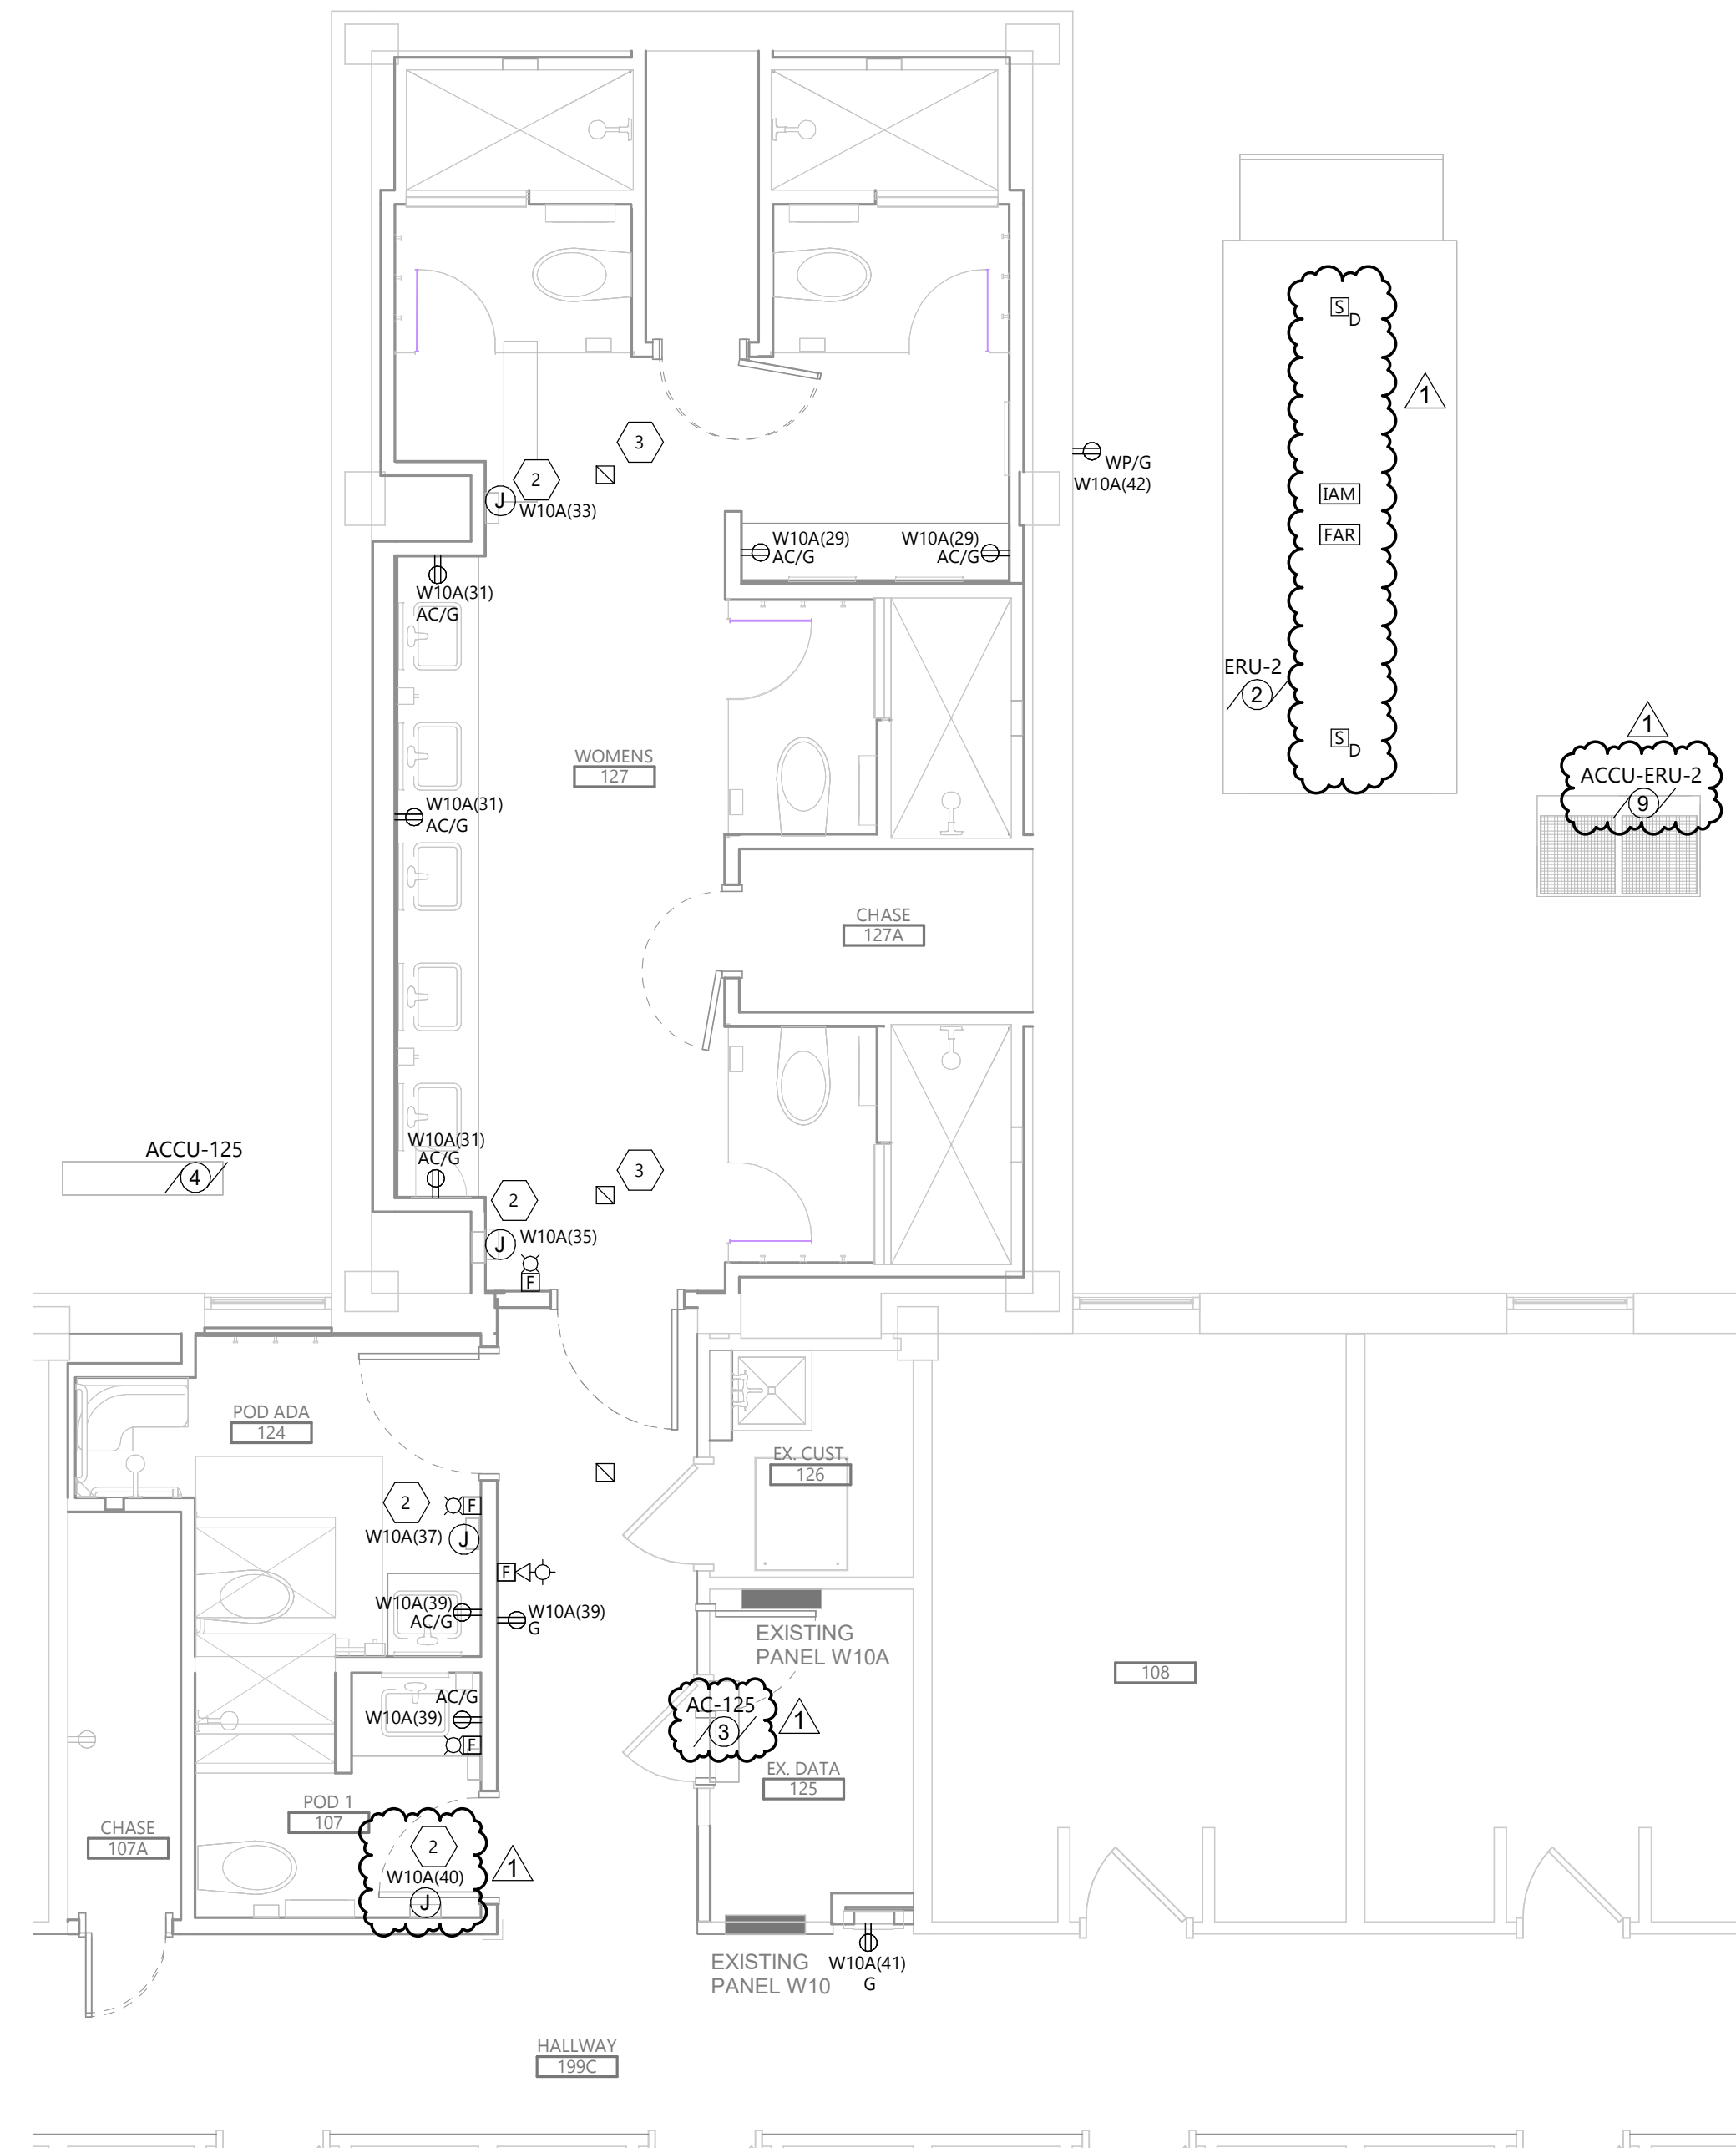 S
D
1
3
2
J
W10A(33)
WP/G
W10A(42)
IAM
FAR
W10A(29)
AC/G
W10A(29)
AC/G
W10A(31)
AC/G
ERU-2
2
S
D
1
ACCU-ERU-2
9
WOMENS
127
W10A(31)
AC/G
CHASE
127A
W10A(31)
AC/G
ACCU-125
4
3
2
J
W10A(35)
F
POD ADA
124
EX. CUST.
126
2
F
W10A(37)
J
F
W10A(39)
AC/G
W10A(39)
G
EXISTING
PANEL W10A
108
AC/G
W10A(39)
F
AC-125
3
1
EX. DATA
125
POD 1
107
CHASE
107A
2
W10A(40)
J
1
EXISTING
PANEL W10
W10A(41)
G
HALLWAY
199C